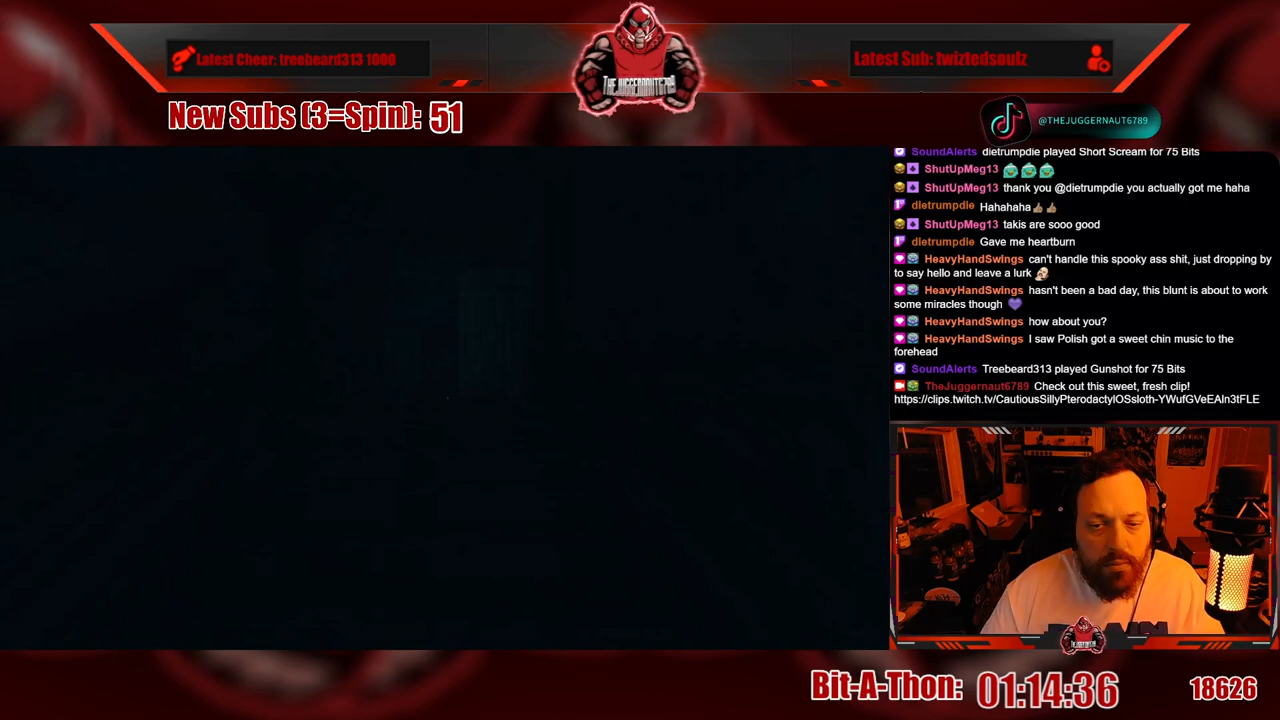 Latest Cheer: treebeard313 1000
Latest Sub: twiztedsoulz
THEJUGGERNAUT6789
New Subs (3=Spin): 51
@THEJUGGERNAUT6789
SoundAlerts dietrumpdie played Short Scream for 75 Bits
ShutUpMeg13
ShutUpMeg13 thank you @dietrumpdie you actually got me haha
dietrumpdie Hahahaha
ShutUpMeg13 takis are sooo good
dietrumpdie Gave me heartburn
HeavyHandSwings can't handle this spooky ass shit, just dropping by
to say hello and leave a lurk
HeavyHandSwings hasn't been a bad day, this blunt is about to work
some miracles though
HeavyHandSwings how about you?
HeavyHandSwings I saw Polish got a sweet chin music to the
forehead
SoundAlerts Treebeard313 played Gunshot for 75 Bits
TheJuggernaut6789 Check out this sweet, fresh clip!
https://clips.twitch.tv/CautiousSillyPterodactylOSsloth-YWufGVeEAln3tFLE
Bit-A-Thon: 01:14:36 18626